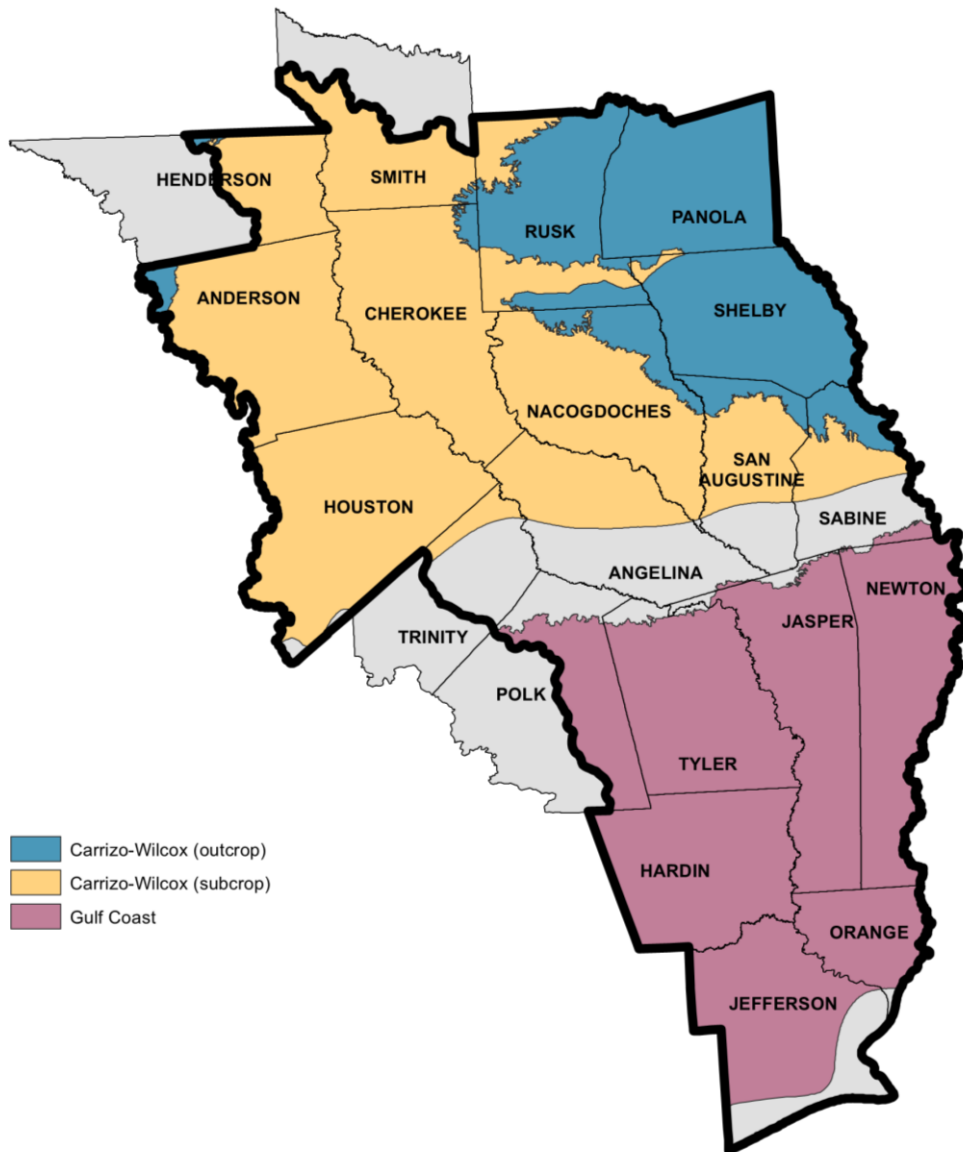 HENDERSON
SMITH
RUSK
PANOLA
ANDERSON
CHEROKEE
SHELBY
NACOGDOCHES
SAN
AUGUSTINE
HOUSTON
SABINE
ANGELINA
NEWTON
JASPER
TRINITY
POLK
TYLER
HARDIN
ORANGE
JEFFERSON
Carrizo-Wilcox (outcrop)
Carrizo-Wilcox (subcrop)
Gulf Coast